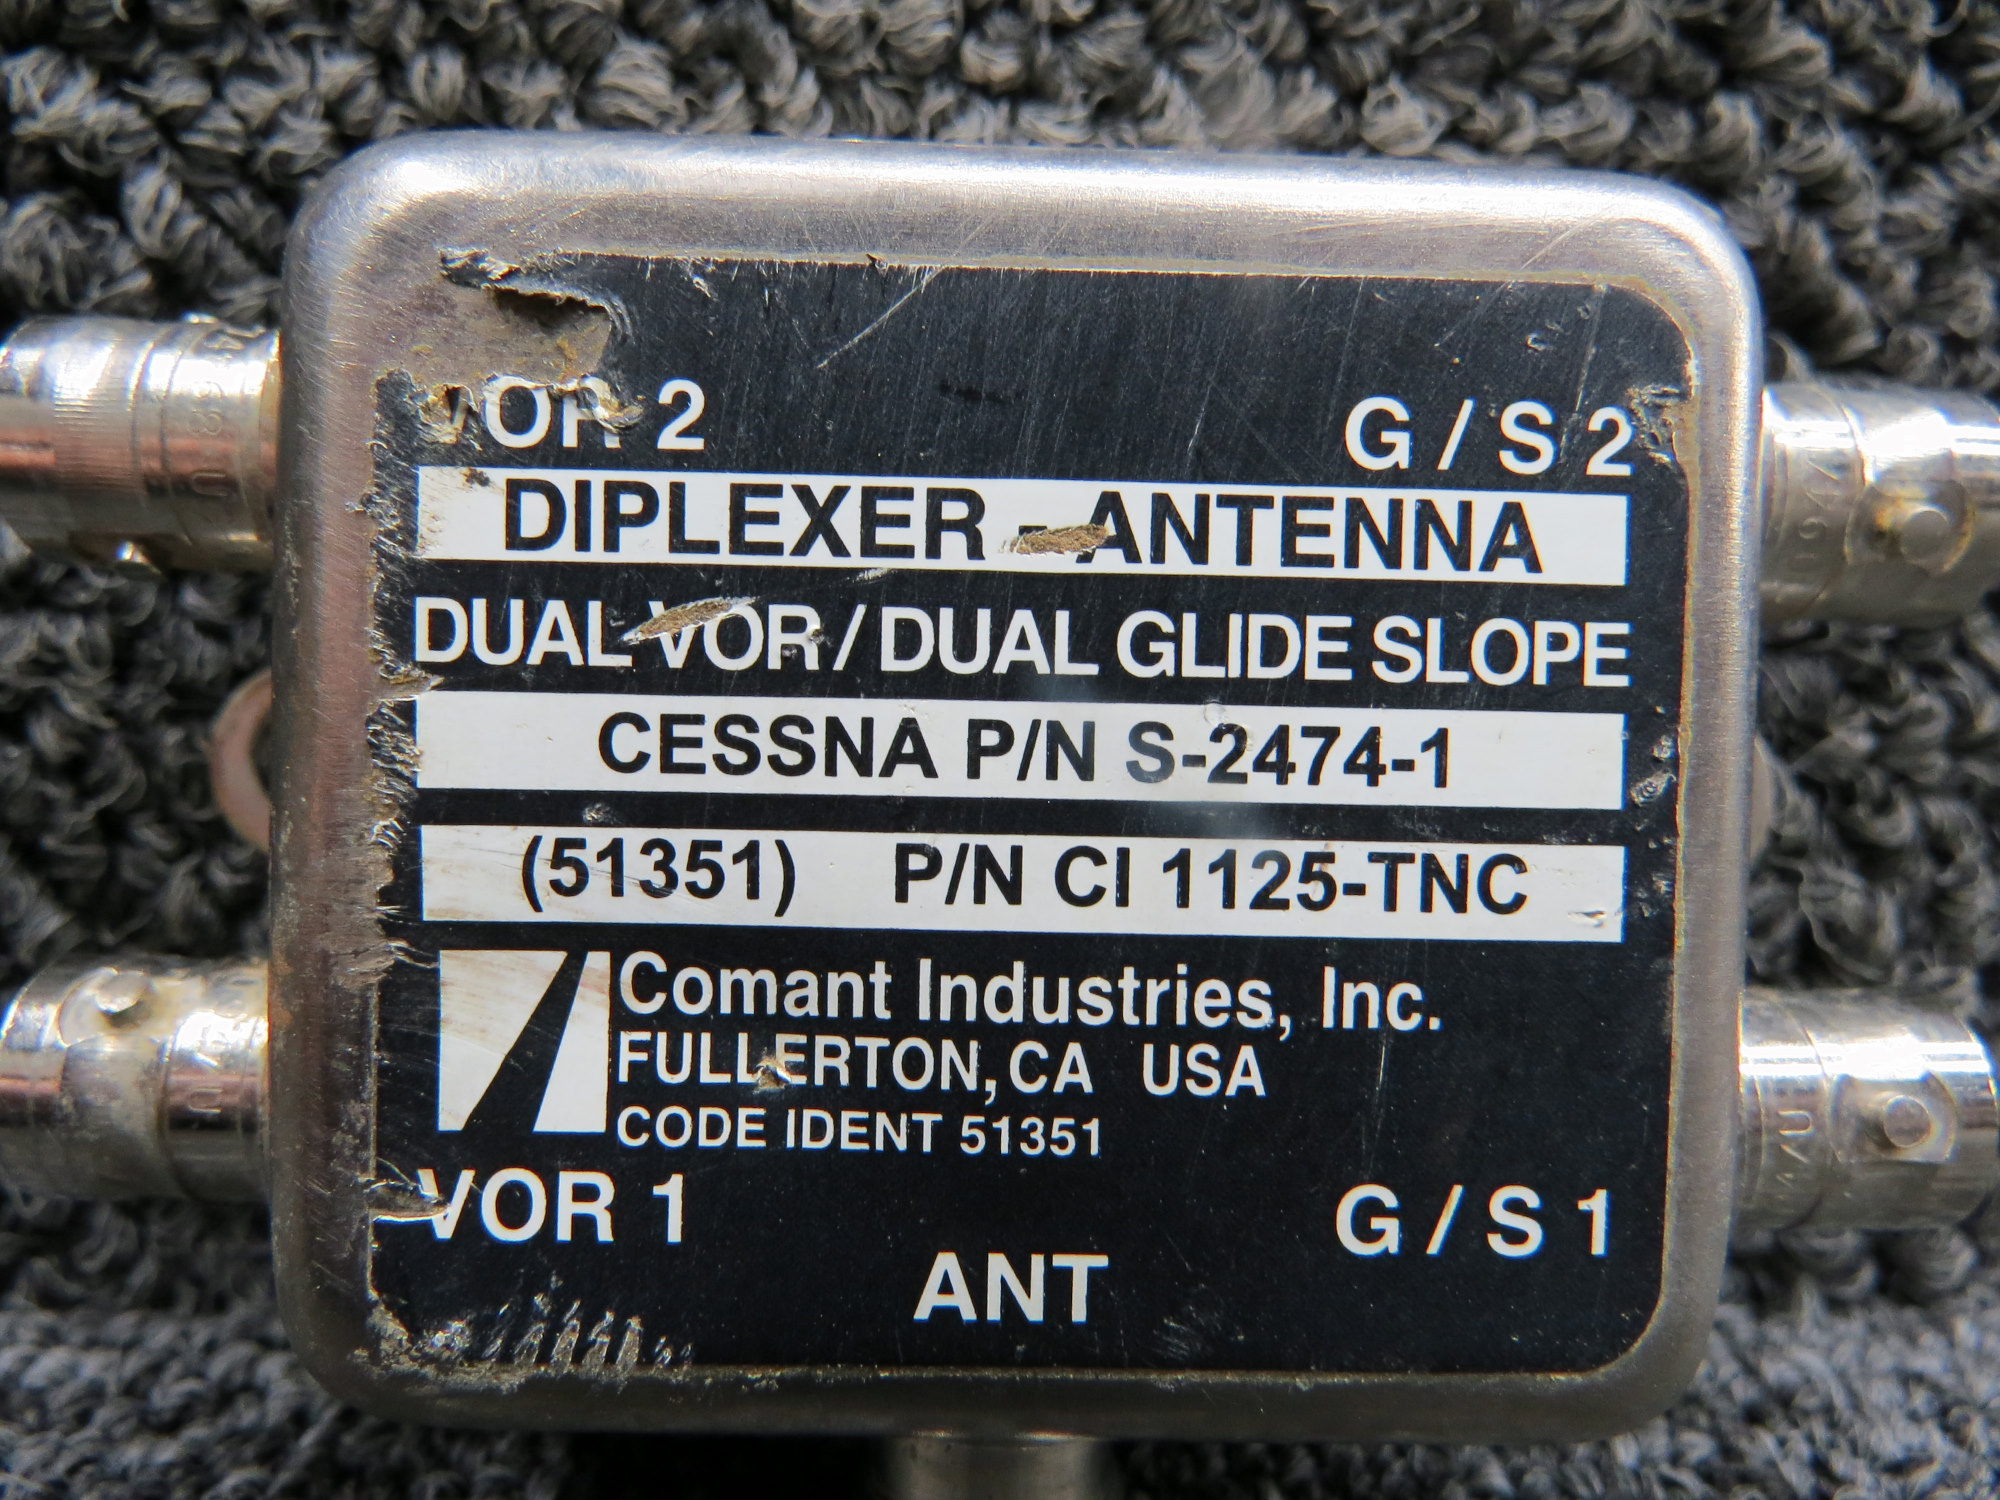 VOR 2 G / S 2
DIPLEXER - ANTENNA
DUAL VOR / DUAL GLIDE SLOPE
CESSNA P/N S-2474-1
(51351) P/N CI 1125-TNC
Comant Industries, Inc.
FULLERTON, CA USA
CODE IDENT 51351
VOR 1 G / S 1
ANT